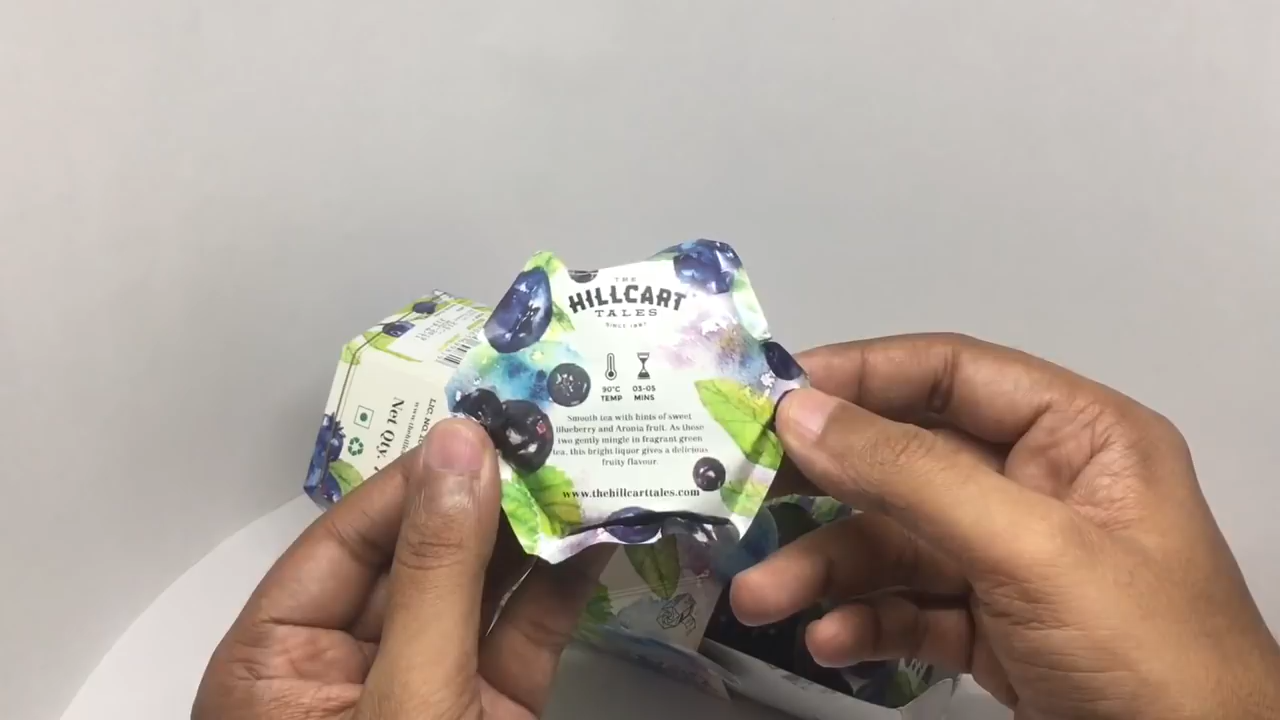 THE
HILLCART
TALES
SINCE
90°C
TEMP
03-05
MINS
Smooth tea with hints of sweet
Blueberry and Aronia fruit. As these
two gently mingle in fragrant green
tea, this bright liquor gives a delicious
fruity flavour.
www.thehillcarttales.com
LIC. NO.
Net Qty.